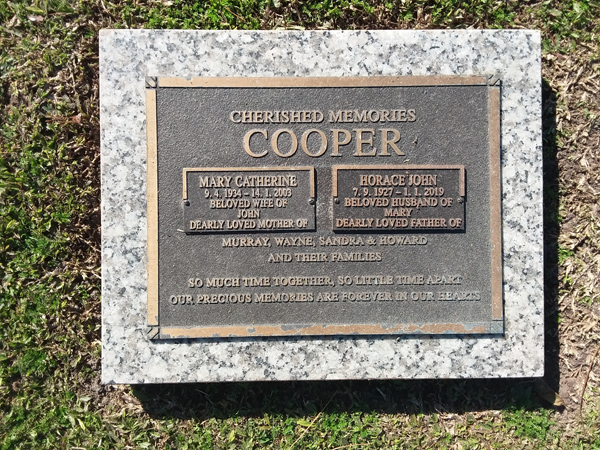 CHERISHED MEMORIES
COOPER
MARY CATHERINE
9. 4. 1934 – 14. 1. 2003
BELOVED WIFE OF
JOHN
DEARLY LOVED MOTHER OF
HORACE JOHN
7. 9. 1927 – 1. 1. 2019
BELOVED HUSBAND OF
MARY
DEARLY LOVED FATHER OF
MURRAY, WAYNE, SANDRA & HOWARD
AND THEIR FAMILIES
SO MUCH TIME TOGETHER, SO LITTLE TIME APART
OUR PRECIOUS MEMORIES ARE FOREVER IN OUR HEARTS